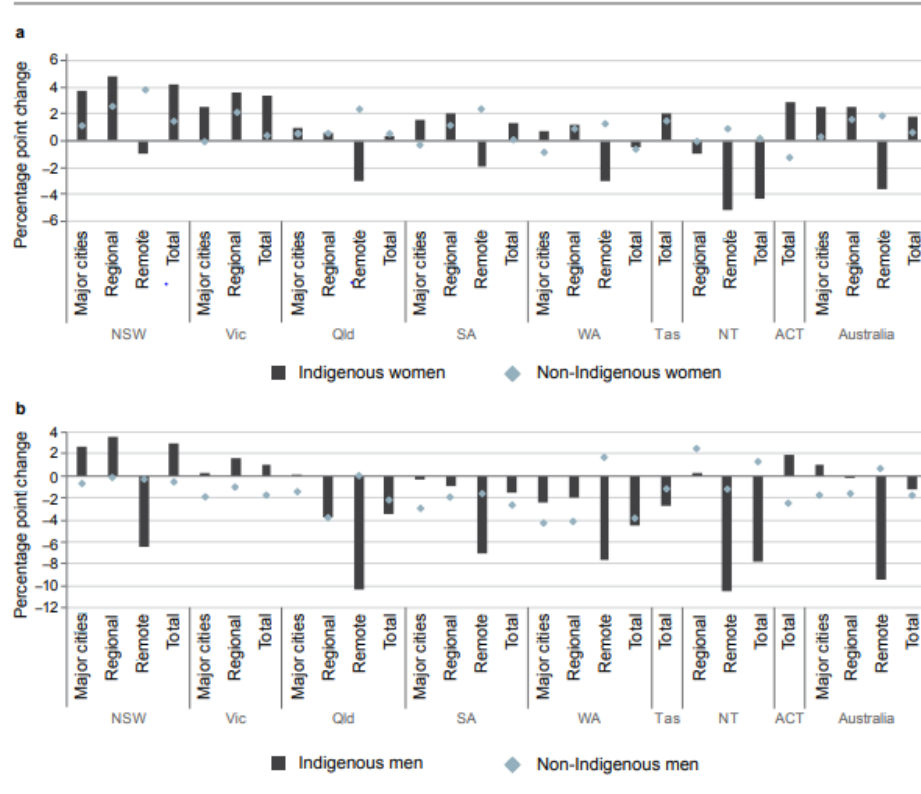 a
Percentage point change
6
4
2
0
–2
–4
–6
Major cities Regional Remote Total Major cities Regional Total Major cities Regional Remote Total Major cities Regional Remote Total Major cities Regional Remote Total Total Regional Remote Total Total Major cities Regional Remote Total
NSW Vic Qld SA WA Tas NT ACT Australia
Indigenous women Non-Indigenous women
b
Percentage point change
4
2
0
–2
–4
–6
–8
–10
–12
Major cities Regional Remote Total Major cities Regional Total Major cities Regional Remote Total Major cities Regional Remote Total Major cities Regional Remote Total Total Regional Remote Total Total Major cities Regional Remote Total
NSW Vic Qld SA WA Tas NT ACT Australia
Indigenous men Non-Indigenous men